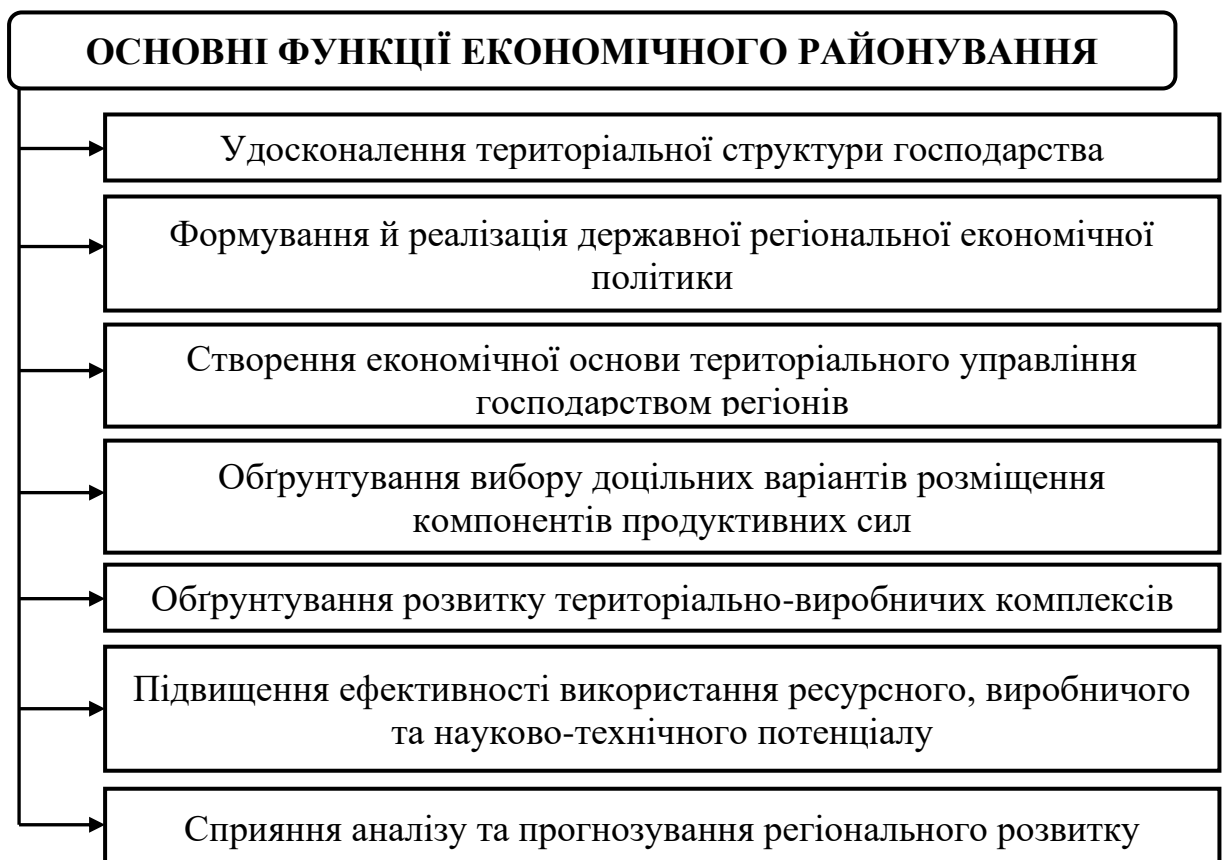 ОСНОВНІ ФУНКЦІЇ ЕКОНОМІЧНОГО РАЙОНУВАННЯ
Удосконалення територіальної структури господарства
Формування й реалізація державної регіональної економічної
політики
Створення економічної основи територіального управління
господарством регіонів
Обґрунтування вибору доцільних варіантів розміщення
компонентів продуктивних сил
Обґрунтування розвитку територіально-виробничих комплексів
Підвищення ефективності використання ресурсного, виробничого
та науково-технічного потенціалу
Сприяння аналізу та прогнозування регіонального розвитку